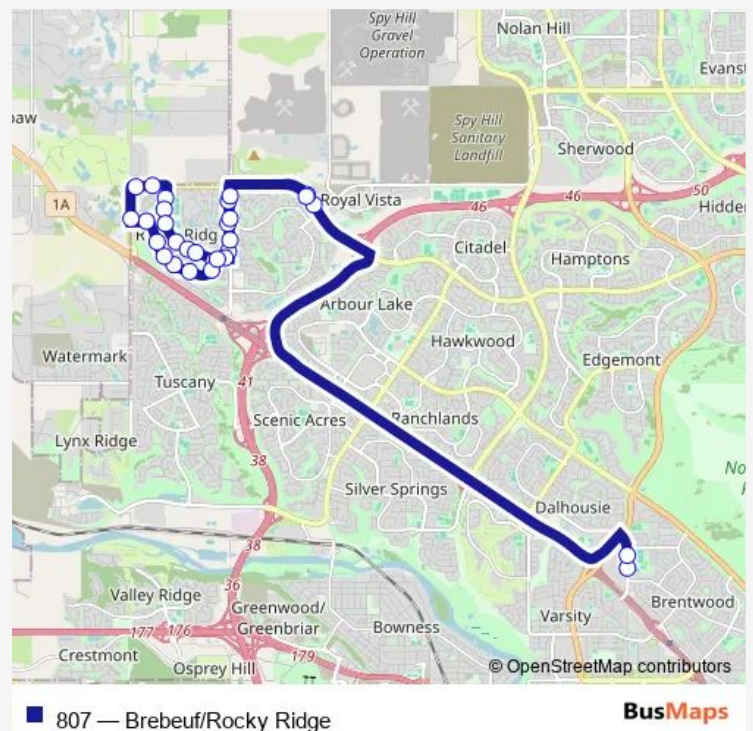 Spy Hill
Gravel
Operation
Nolan Hill
Evanst
aw
Spy Hill
Sanitary
Landfill
Sherwood
50
46
46
1A
Royal Vista
Hidde
Ridg
Citadel
Hamptons
Arbour Lake
Hawkwood
Watermark
Edgemont
Tuscany
41
Scenic Acres
Ranchlands
Lynx Ridge
38
No
Silver Springs
Dalhousie
38
Valley Ridge
36
Greenwood/
Greenbriar
Bowness
Varsity
Brentwood
177
176
179
Crestmont
Osprey Hill
© OpenStreetMap contributors
807 — Brebeuf/Rocky Ridge
BusMaps